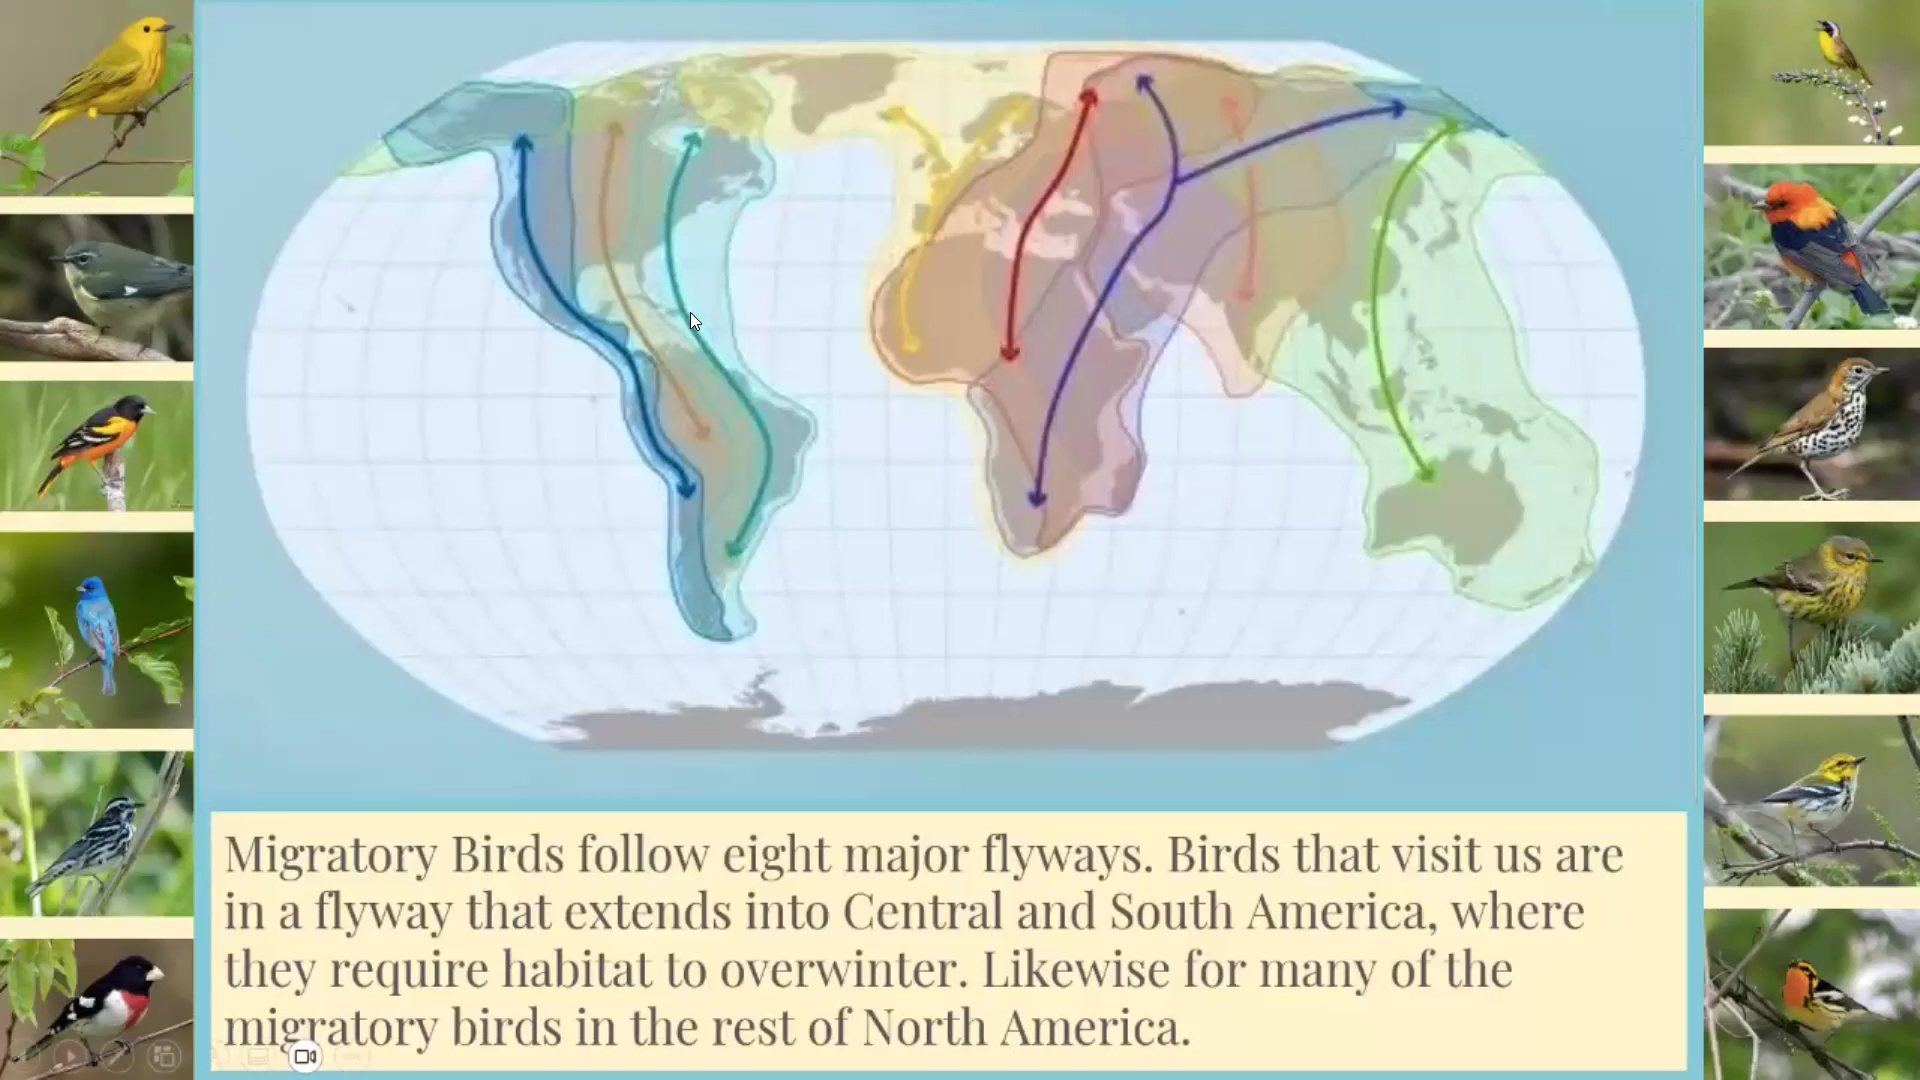 Migratory Birds follow eight major flyways. Birds that visit us are
in a flyway that extends into Central and South America, where
they require habitat to overwinter. Likewise for many of the
migratory birds in the rest of North America.